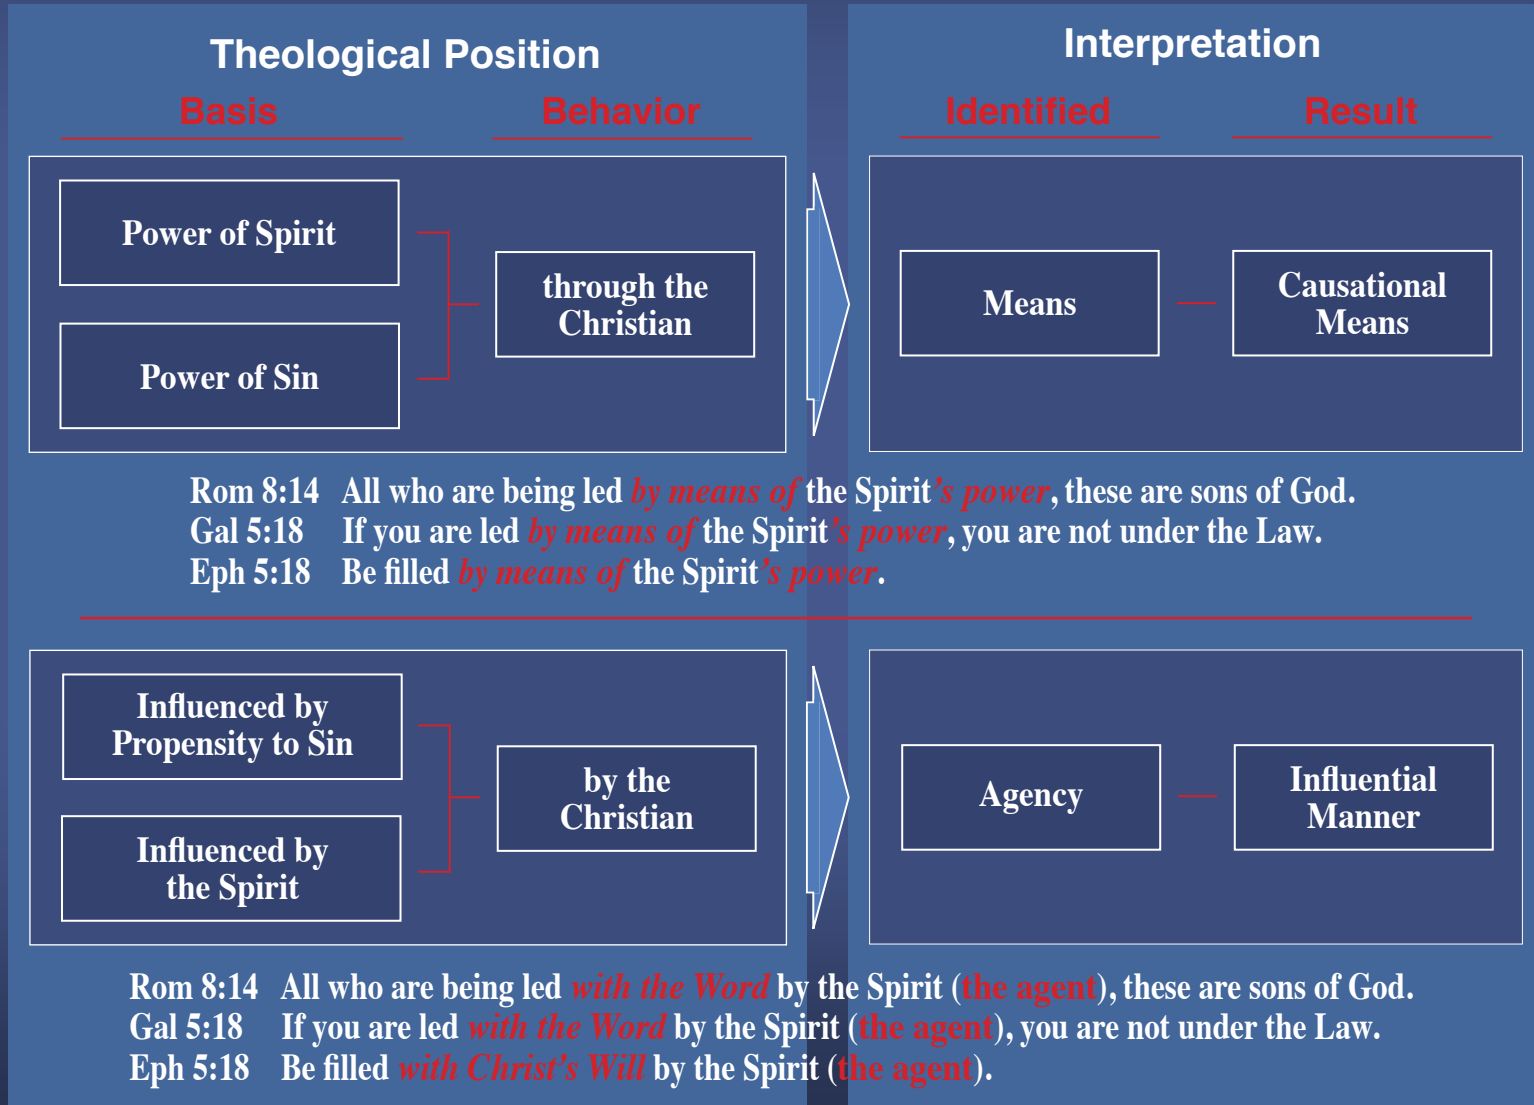 Theological Position
Interpretation
Basis
Behavior
Identified
Result
Power of Spirit
Power of Sin
through the
Christian
Means
Causational
Means
Rom 8:14 All who are being led by means of the Spirit’s power, these are sons of God.
Gal 5:18 If you are led by means of the Spirit’s power, you are not under the Law.
Eph 5:18 Be filled by means of the Spirit’s power.
Influenced by
Propensity to Sin
Influenced by
the Spirit
by the
Christian
Agency
Influential
Manner
Rom 8:14 All who are being led with the Word by the Spirit (the agent), these are sons of God.
Gal 5:18 If you are led with the Word by the Spirit (the agent), you are not under the Law.
Eph 5:18 Be filled with Christ’s Will by the Spirit (the agent).